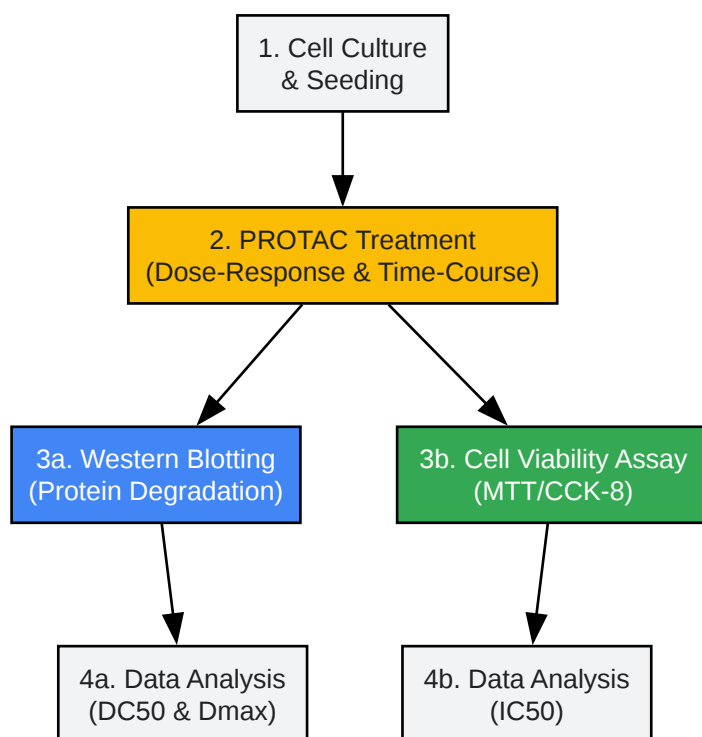 1. Cell Culture
& Seeding
2. PROTAC Treatment
(Dose-Response & Time-Course)
3a. Western Blotting
(Protein Degradation)
3b. Cell Viability Assay
(MTT/CCK-8)
4a. Data Analysis
(DC50 & Dmax)
4b. Data Analysis
(IC50)